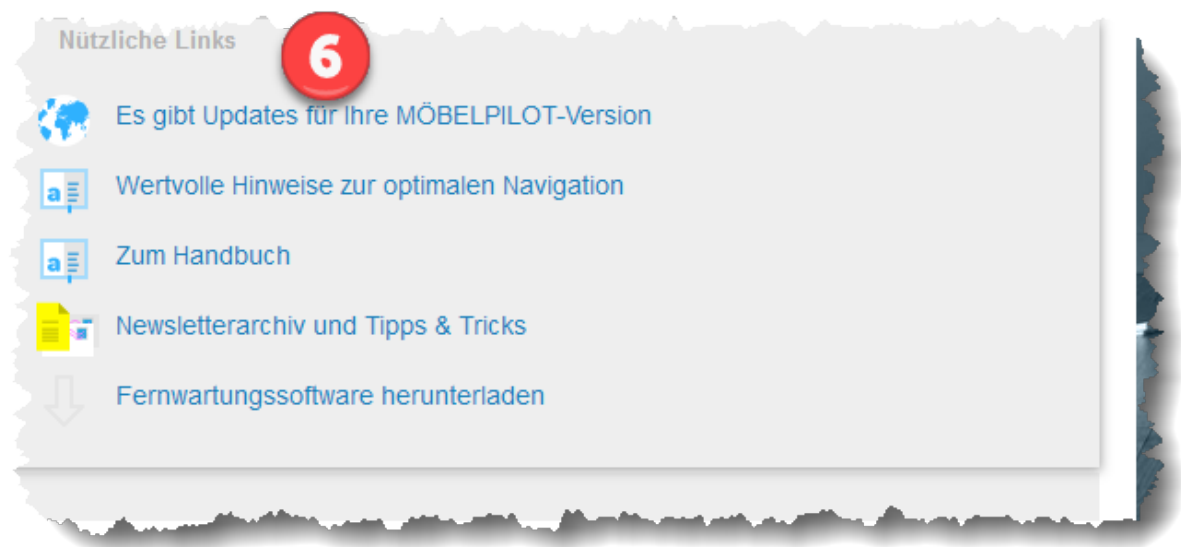 Nützliche Links
6
Es gibt Updates für Ihre MÖBELPILOT-Version
a
Wertvolle Hinweise zur optimalen Navigation
a
Zum Handbuch
Newsletterarchiv und Tipps & Tricks
Fernwartungssoftware herunterladen